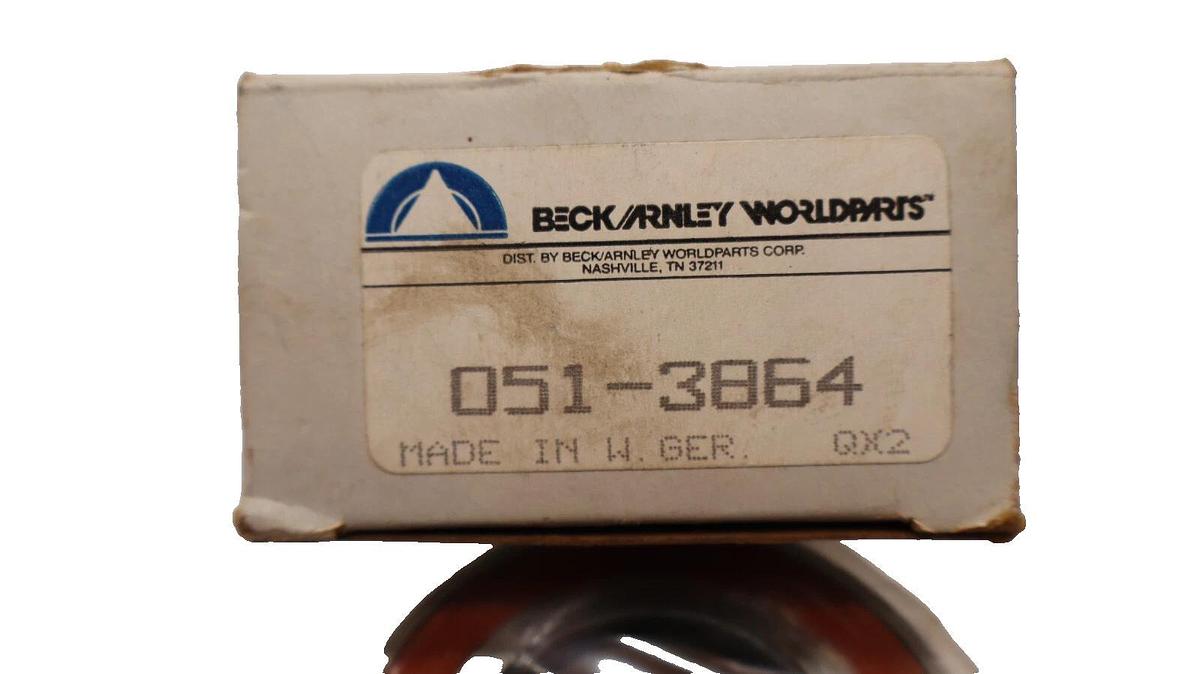 BECK/ARNLEY WORLDPARTS™
DIST. BY BECK/ARNLEY WORLDPARTS CORP.
NASHVILLE, TN 37211
051-3864
MADE IN W. GER. QX2